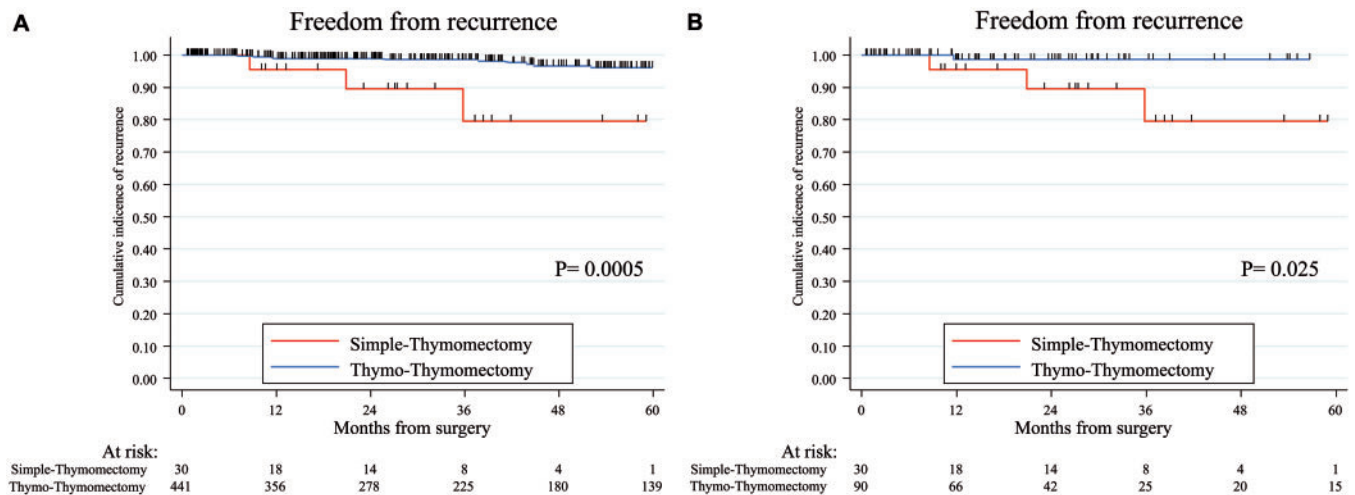 A
Freedom from recurrence
Cumulative indicence of recurrence
1.00
0.90
0.80
0.70
0.60
0.50
0.40
0.30
0.20
0.10
0.00
P= 0.0005
Simple-Thymomectomy
Thymo-Thymomectomy
0 12 24 36 48 60
Months from surgery
At risk:
Simple-Thymomectomy 30 18 14 8 4 1
Thymo-Thymomectomy 441 356 278 225 180 139
B
Freedom from recurrence
Cumulative indicence of recurrence
1.00
0.90
0.80
0.70
0.60
0.50
0.40
0.30
0.20
0.10
0.00
P= 0.025
Simple-Thymomectomy
Thymo-Thymomectomy
0 12 24 36 48 60
Months from surgery
At risk:
Simple-Thymomectomy 30 18 14 8 4 1
Thymo-Thymomectomy 90 66 42 25 20 15